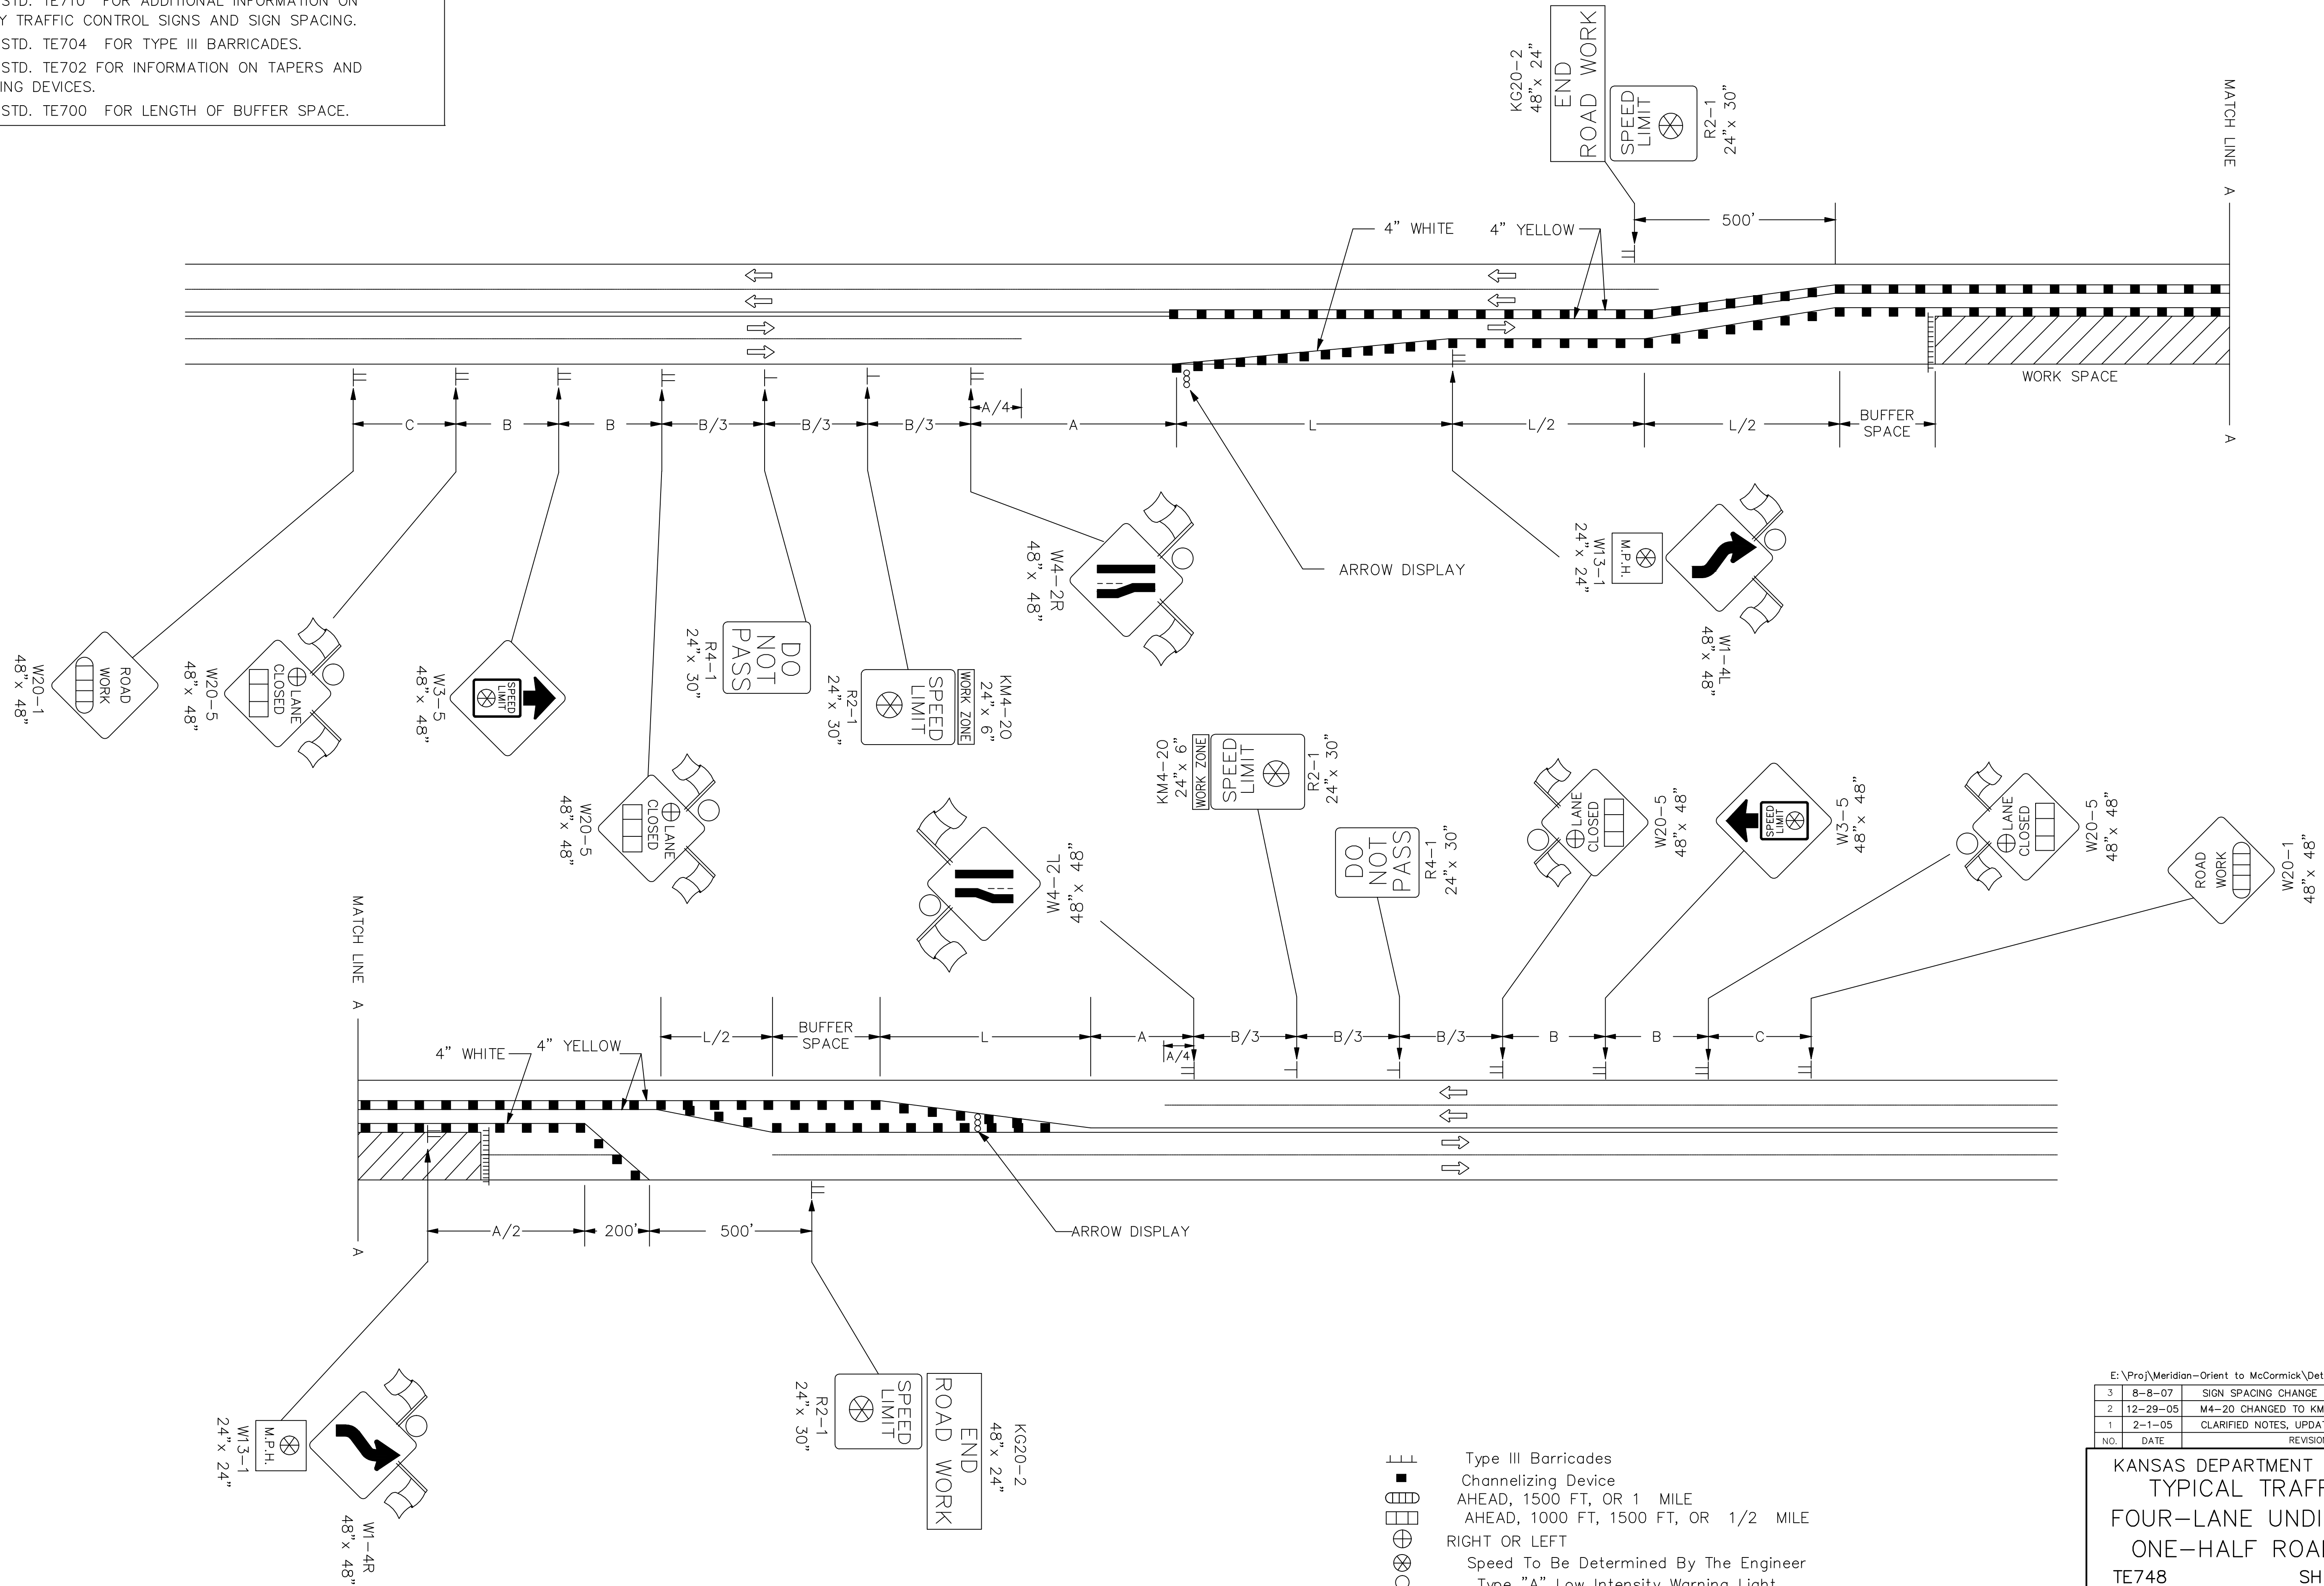 STD. TE710 FOR ADDITIONAL INFORMATION ON
Y TRAFFIC CONTROL SIGNS AND SIGN SPACING.
STD. TE704 FOR TYPE III BARRICADES.
STD. TE702 FOR INFORMATION ON TAPERS AND
ING DEVICES.
STD. TE700 FOR LENGTH OF BUFFER SPACE.
KG20-2
48"x 24"
END
ROAD WORK
SPEED
LIMIT
R2-1
24"x 30"
MATCH LINE A
500'
4" WHITE
4" YELLOW
WORK SPACE
C
B
B
B/3
B/3
B/3
A/4
A
L
L/2
L/2
BUFFER
SPACE
A
ROAD
WORK
W20-1
48"x 48"
LANE
CLOSED
W20-5
48"x 48"
SPEED
LIMIT
W3-5
48"x 48"
LANE
CLOSED
W20-5
48"x 48"
DO
NOT
PASS
R4-1
24"x 30"
KM4-20
24"x 6"
WORK ZONE
SPEED
LIMIT
R2-1
24"x 30"
W4-2R
48"x 48"
ARROW DISPLAY
M.P.H.
W13-1
24"x 24"
W1-4L
48"x 48"
KM4-20
24"x 6"
WORK ZONE
SPEED
LIMIT
R2-1
24"x 30"
W4-2L
48"x 48"
DO
NOT
PASS
R4-1
24"x 30"
LANE
CLOSED
W20-5
48"x 48"
SPEED
LIMIT
W3-5
48"x 48"
LANE
CLOSED
W20-5
48"x 48"
ROAD
WORK
W20-1
48"x 48"
MATCH LINE A
L/2
BUFFER
SPACE
L
A
A/4
B/3
B/3
B/3
B
B
C
4" WHITE
4" YELLOW
A/2
200'
500'
ARROW DISPLAY
A
M.P.H.
W13-1
24"x 24"
W1-4R
48"x 48"
SPEED
LIMIT
R2-1
24"x 30"
KG20-2
48"x 24"
END
ROAD WORK
Type III Barricades
Channelizing Device
AHEAD, 1500 FT, OR 1 MILE
AHEAD, 1000 FT, 1500 FT, OR 1/2 MILE
RIGHT OR LEFT
Speed To Be Determined By The Engineer
Type "A" Low Intensity Warning Light
E:\Proj\Meridian-Orient to McCormick\Det
3 8-8-07 SIGN SPACING CHANGE
2 12-29-05 M4-20 CHANGED TO KM
1 2-1-05 CLARIFIED NOTES, UPDA
NO. DATE REVISIO
KANSAS DEPARTMENT
TYPICAL TRAFF
FOUR-LANE UNDI
ONE-HALF ROA
TE748 SH